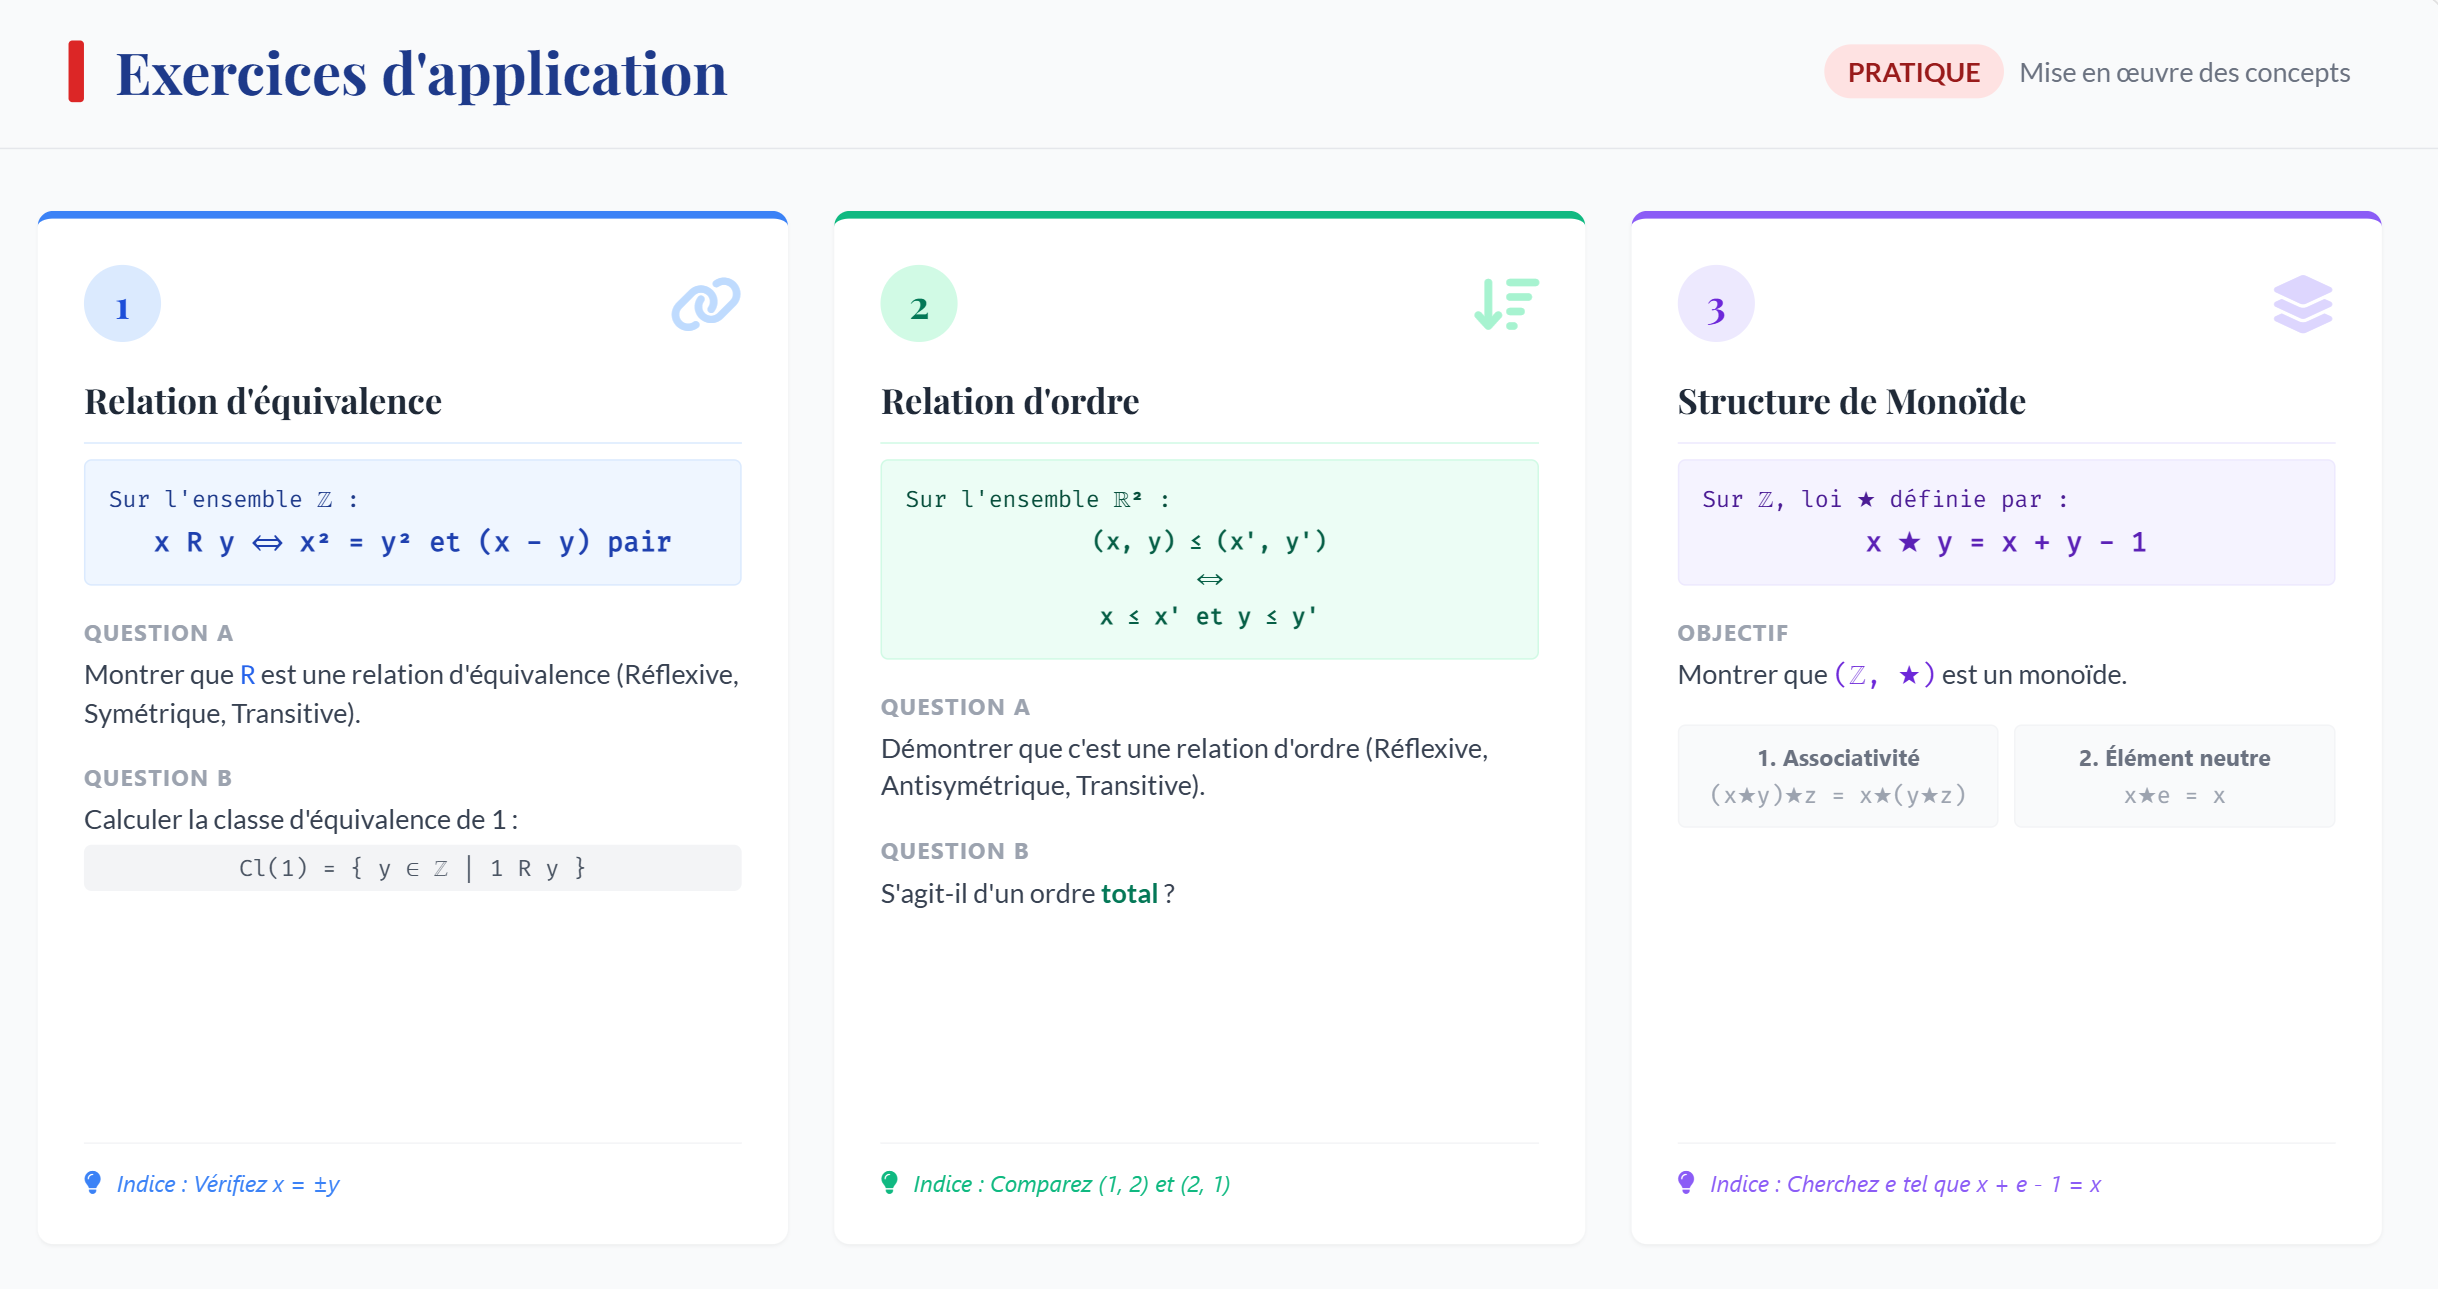 Exercices d'application
PRATIQUE Mise en œuvre des concepts
1
Relation d'équivalence
Sur l'ensemble ℤ :
x R y ⟺ x² = y² et (x - y) pair
QUESTION A
Montrer que R est une relation d'équivalence (Réflexive,
Symétrique, Transitive).
QUESTION B
Calculer la classe d'équivalence de 1 :
Cl(1) = { y ∈ ℤ | 1 R y }
Indice : Vérifiez x = ±y
2
Relation d'ordre
Sur l'ensemble ℝ² :
(x, y) ≤ (x', y')
⟺
x ≤ x' et y ≤ y'
QUESTION A
Démontrer que c'est une relation d'ordre (Réflexive,
Antisymétrique, Transitive).
QUESTION B
S'agit-il d'un ordre total ?
Indice : Comparez (1, 2) et (2, 1)
3
Structure de Monoïde
Sur ℤ, loi ★ définie par :
x ★ y = x + y - 1
OBJECTIF
Montrer que (ℤ, ★) est un monoïde.
1. Associativité
(x★y)★z = x★(y★z)
2. Élément neutre
x★e = x
Indice : Cherchez e tel que x + e - 1 = x